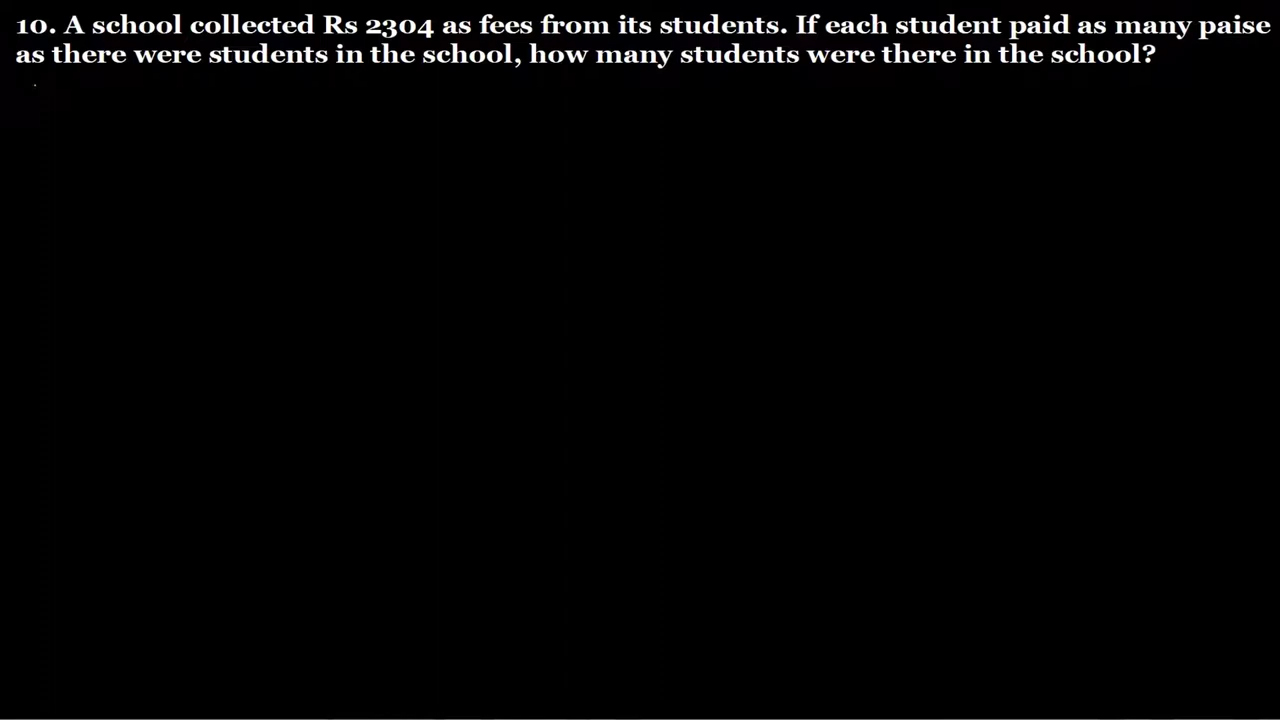 10. A school collected Rs 2304 as fees from its students. If each student paid as many paise
as there were students in the school, how many students were there in the school?